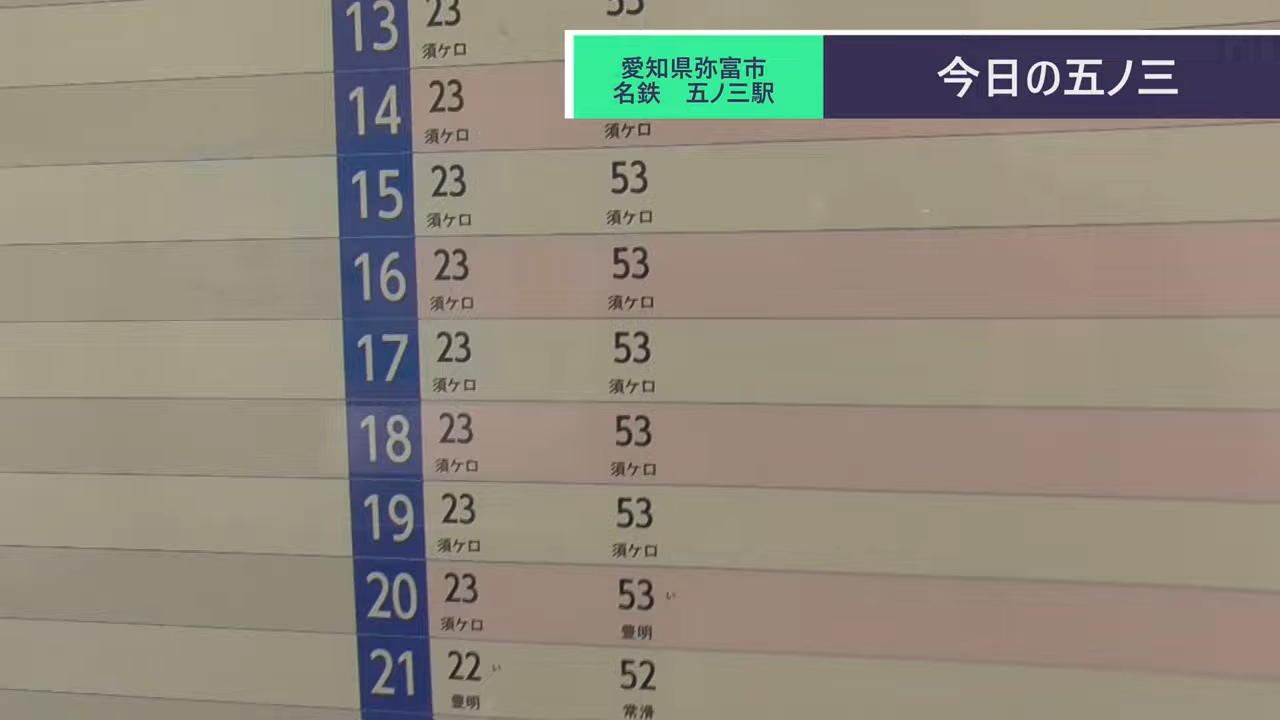 愛知県弥富市
名鉄　五ノ三駅
今日の五ノ三
13 23
須ケロ
14 23
須ケロ 須ケロ
15 23 53
須ケロ 須ケロ
16 23 53
須ケロ 須ケロ
17 23 53
須ケロ 須ケロ
18 23 53
須ケロ 須ケロ
19 23 53
須ケロ 須ケロ
20 23 53 い
須ケロ 豊明
21 22 い 52
豊明 常滑